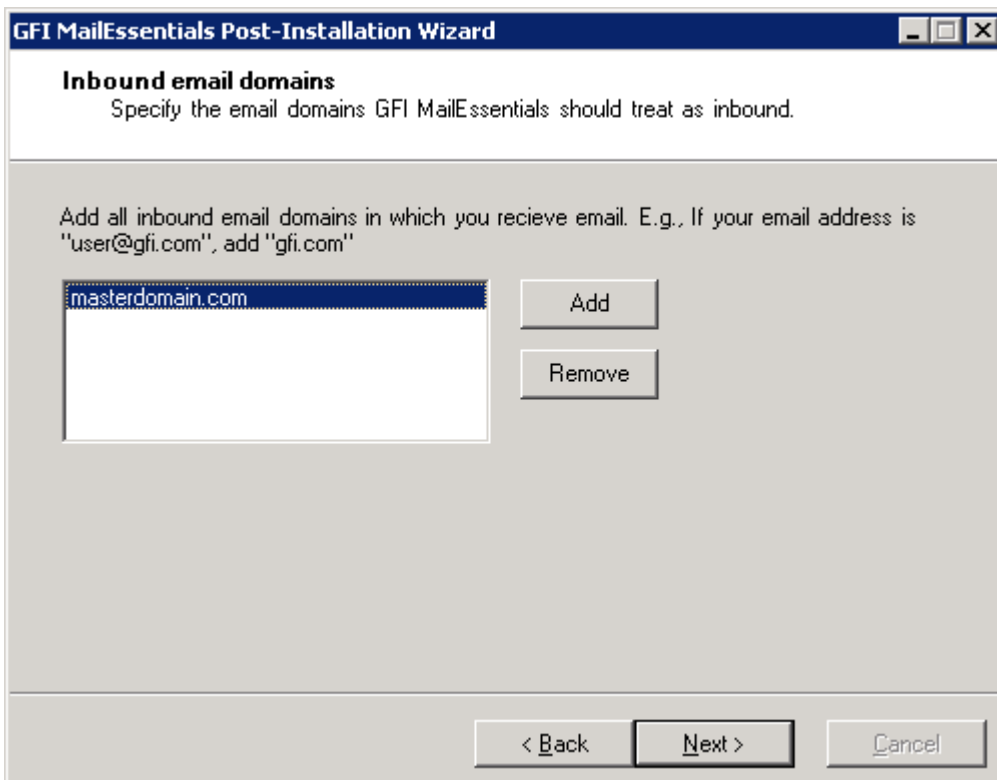 GFI MailEssentials Post-Installation Wizard
Inbound email domains
Specify the email domains GFI MailEssentials should treat as inbound.
Add all inbound email domains in which you recieve email. E.g., If your email address is
"user@gfi.com", add "gfi.com"
masterdomain.com
Add
Remove
< Back
Next >
Cancel